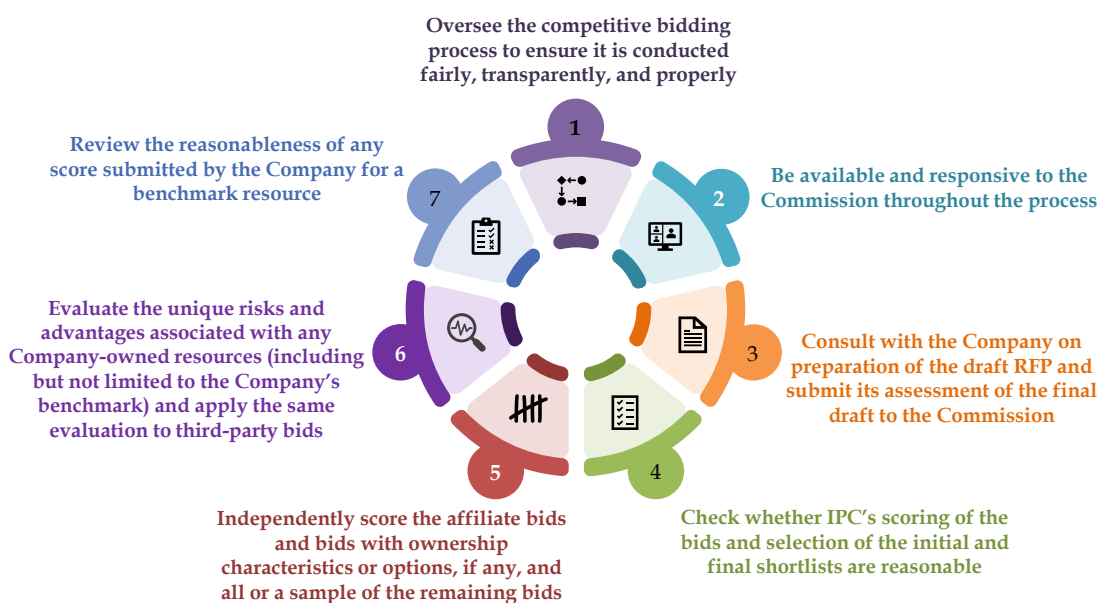 Oversee the competitive bidding
process to ensure it is conducted
fairly, transparently, and properly
1
2
Be available and responsive to the
Commission throughout the process
3
Consult with the Company on
preparation of the draft RFP and
submit its assessment of the final
draft to the Commission
4
Check whether IPC’s scoring of the
bids and selection of the initial and
final shortlists are reasonable
5
Independently score the affiliate bids
and bids with ownership
characteristics or options, if any, and
all or a sample of the remaining bids
6
Evaluate the unique risks and
advantages associated with any
Company-owned resources (including
but not limited to the Company’s
benchmark) and apply the same
evaluation to third-party bids
7
Review the reasonableness of any
score submitted by the Company for a
benchmark resource